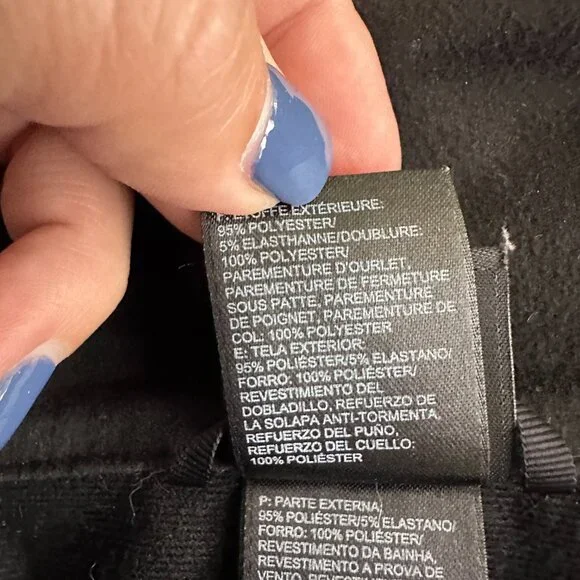 F: ÉTOFFE EXTÉRIEURE:
95% POLYESTER/
5% ELASTHANNE/DOUBLURE:
100% POLYESTER/
PAREMENTURE D'OURLET,
PAREMENTURE DE FERMETURE
SOUS PATTE, PAREMENTURE
DE POIGNET, PAREMENTURE DE
COL: 100% POLYESTER
E: TELA EXTERIOR:
95% POLIÉSTER/5% ELASTANO/
FORRO: 100% POLIÉSTER/
REVESTIMIENTO DEL
DOBLADILLO, REFUERZO DE
LA SOLAPA ANTI-TORMENTA,
REFUERZO DEL PUÑO,
REFUERZO DEL CUELLO:
100% POLIÉSTER
P: PARTE EXTERNA:
95% POLIÉSTER/5% ELASTANO/
FORRO: 100% POLIÉSTER/
REVESTIMENTO DA BAINHA,
REVESTIMENTO A PROVA DE